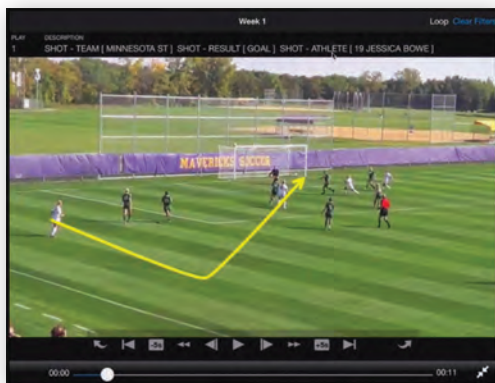 Week 1
Loop Clear Filters
PLAY DESCRIPTION
1 SHOT - TEAM [ MINNESOTA ST ] SHOT - RESULT [ GOAL ] SHOT - ATHLETE [ 19 JESSICA BOWE ]
MAVERICKS SOCCER
-5s +5s
00:00 00:11